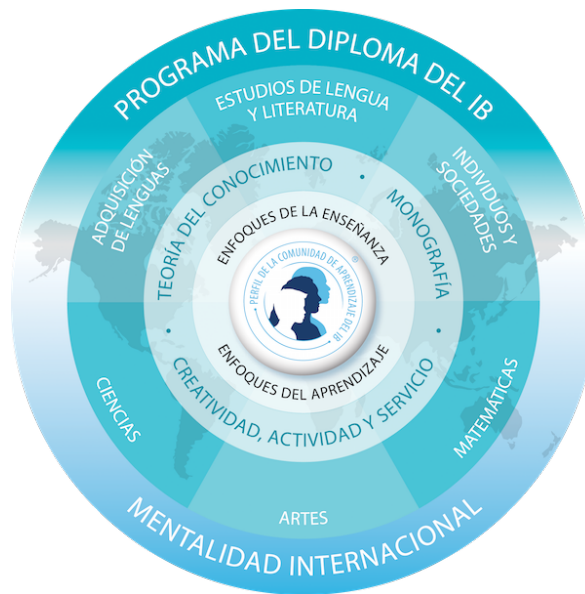 PROGRAMA DEL DIPLOMA DEL IB
ESTUDIOS DE LENGUA
Y LITERATURA
ADQUISICIÓN
DE LENGUAS
INDIVIDUOS Y
SOCIEDADES
TEORÍA DEL CONOCIMIENTO
•
MONOGRAFÍA
•
ENFOQUES DE LA ENSEÑANZA
PERFIL DE LA COMUNIDAD DE APRENDIZAJE DEL IB
®
ENFOQUES DEL APRENDIZAJE
•
CREATIVIDAD, ACTIVIDAD Y SERVICIO
CIENCIAS
MATEMÁTICAS
ARTES
MENTALIDAD INTERNACIONAL